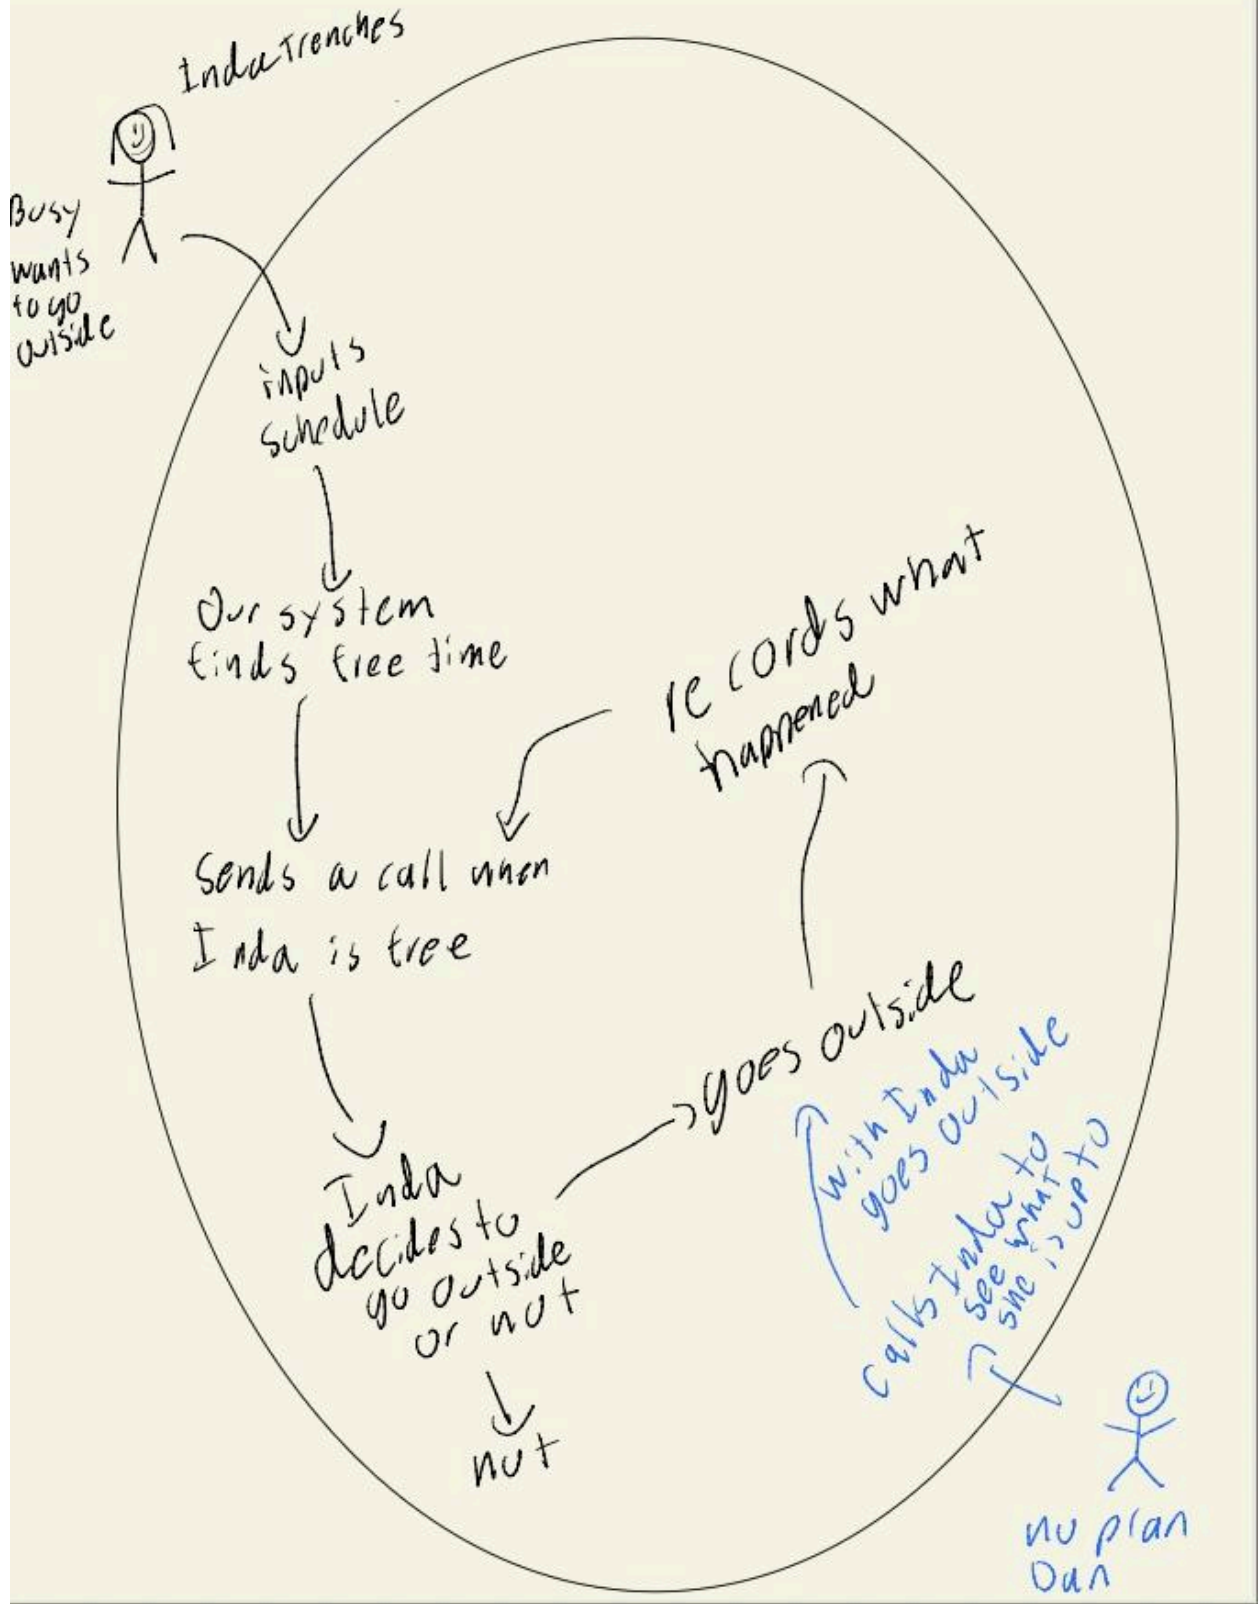 Inda Trenches
Busy
wants
to go
outside
inputs
schedule
Our system
finds free time
records what
happened
Sends a call when
Inda is free
goes outside
Inda
decides to
go outside
or not
not
with Inda
goes outside
calls Inda to
see what
she is up to
no plan
Dan